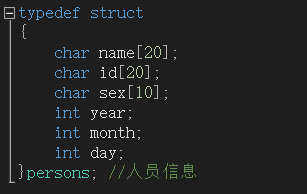 typedef struct
{
    char name[20];
    char id[20];
    char sex[10];
    int year;
    int month;
    int day;
}persons; //人员信息